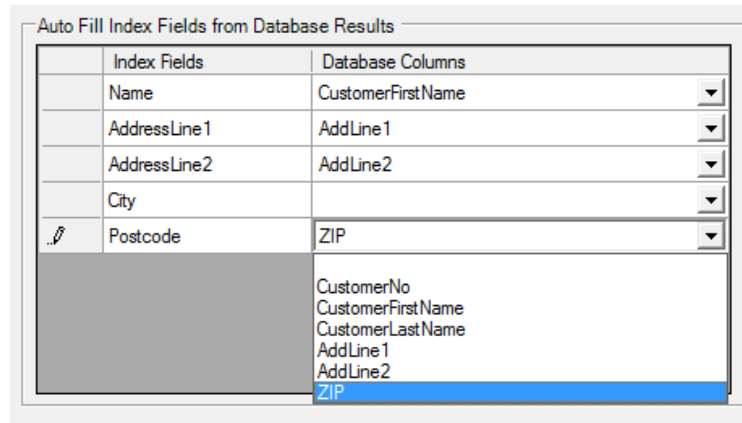 Auto Fill Index Fields from Database Results
Index Fields Database Columns
Name CustomerFirstName
AddressLine1 AddLine1
AddressLine2 AddLine2
City
Postcode ZIP
CustomerNo
CustomerFirstName
CustomerLastName
AddLine1
AddLine2
ZIP